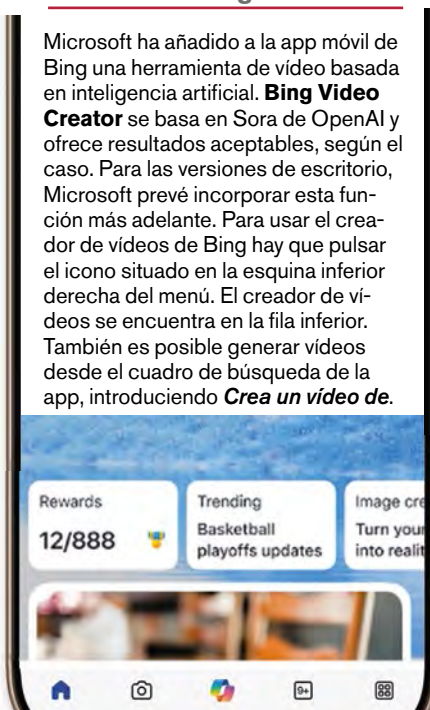 Microsoft ha añadido a la app móvil de
Bing una herramienta de vídeo basada
en inteligencia artificial. Bing Video
Creator se basa en Sora de OpenAI y
ofrece resultados aceptables, según el
caso. Para las versiones de escritorio,
Microsoft prevé incorporar esta fun-
ción más adelante. Para usar el crea-
dor de vídeos de Bing hay que pulsar
el icono situado en la esquina inferior
derecha del menú. El creador de ví-
deos se encuentra en la fila inferior.
También es posible generar vídeos
desde el cuadro de búsqueda de la
app, introduciendo Crea un vídeo de.
Rewards
12/888
Trending
Basketball
playoffs updates
Image cre
Turn your
into realit
9+